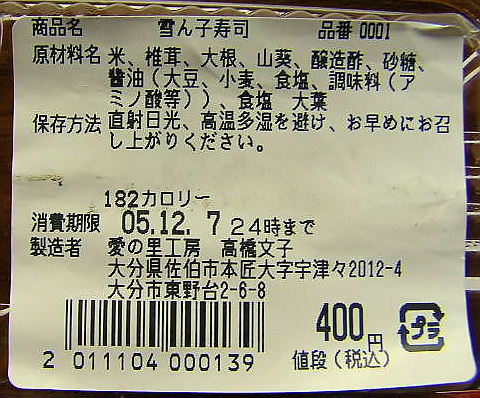 商品名 雪ん子寿司 品番 0001
原材料名 米、椎茸、大根、山葵、醸造酢、砂糖、
醤油（大豆、小麦、食塩、調味料（ア
ミノ酸等））、食塩 大葉
保存方法 直射日光、高温多湿を避け、お早めにお召
し上がりください。
182カロリー
消費期限 05.12. 7 24時まで
製造者 愛の里工房 高橋文子
大分県佐伯市本匠大字宇津々2012-4
大分市東野台2-6-8
400円
プラ
2 011104 000139 値段（税込）